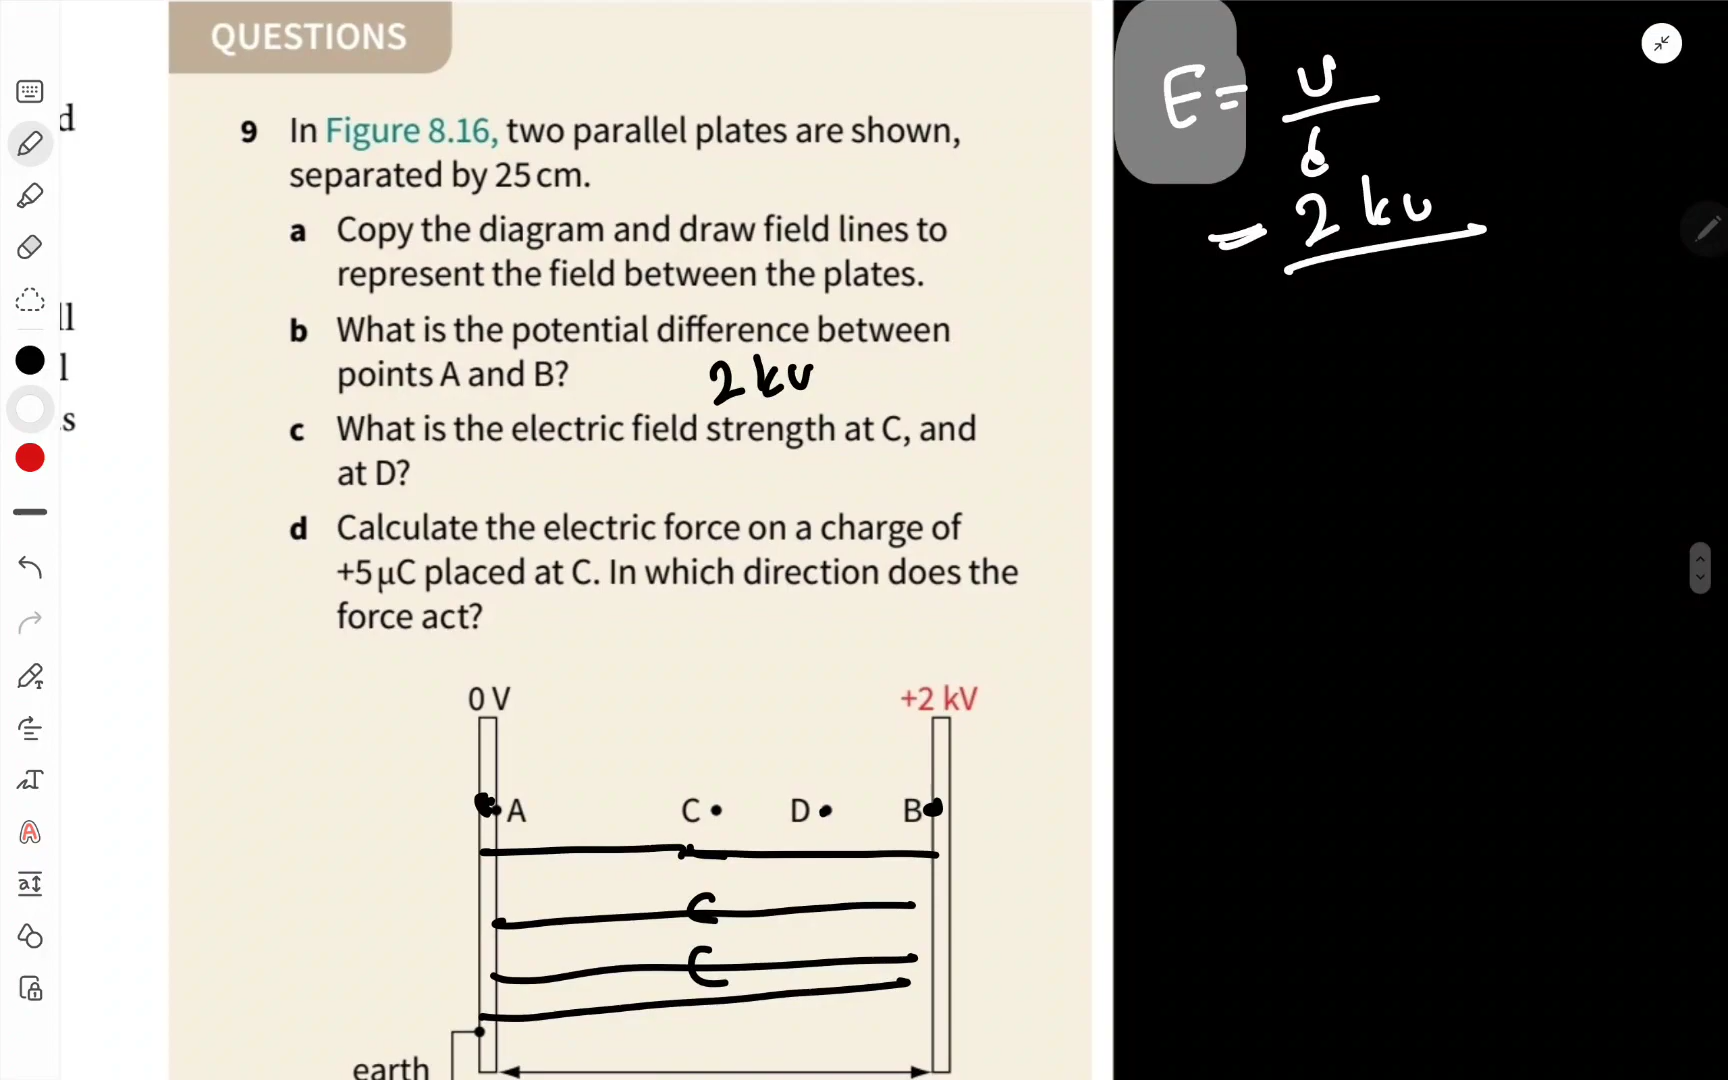 QUESTIONS
d
9 In Figure 8.16, two parallel plates are shown,
separated by 25 cm.
a Copy the diagram and draw field lines to
represent the field between the plates.
ll
b What is the potential difference between
points A and B? 2 kv
l
c What is the electric field strength at C, and
s
at D?
d Calculate the electric force on a charge of
+5 μC placed at C. In which direction does the
force act?
0 V +2 kV
A C D B
earth
E = v
= 2 kv